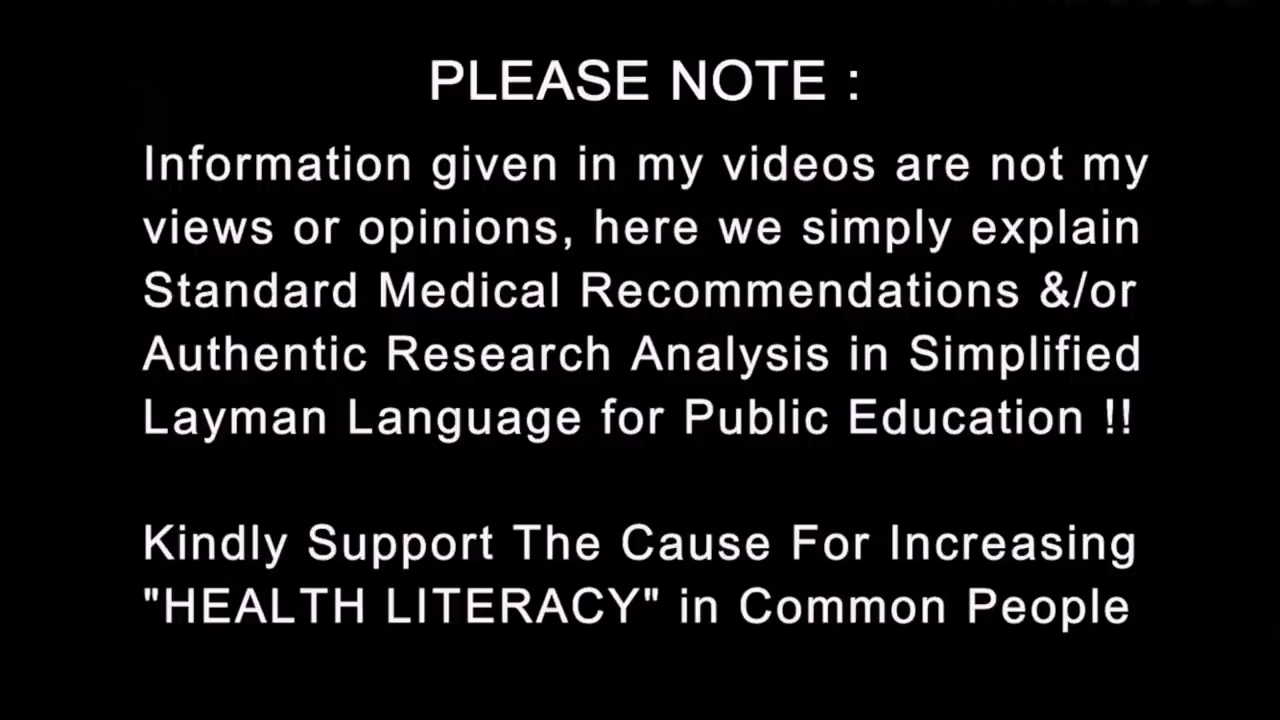 PLEASE NOTE :
Information given in my videos are not my
views or opinions, here we simply explain
Standard Medical Recommendations &/or
Authentic Research Analysis in Simplified
Layman Language for Public Education !!
Kindly Support The Cause For Increasing
"HEALTH LITERACY" in Common People